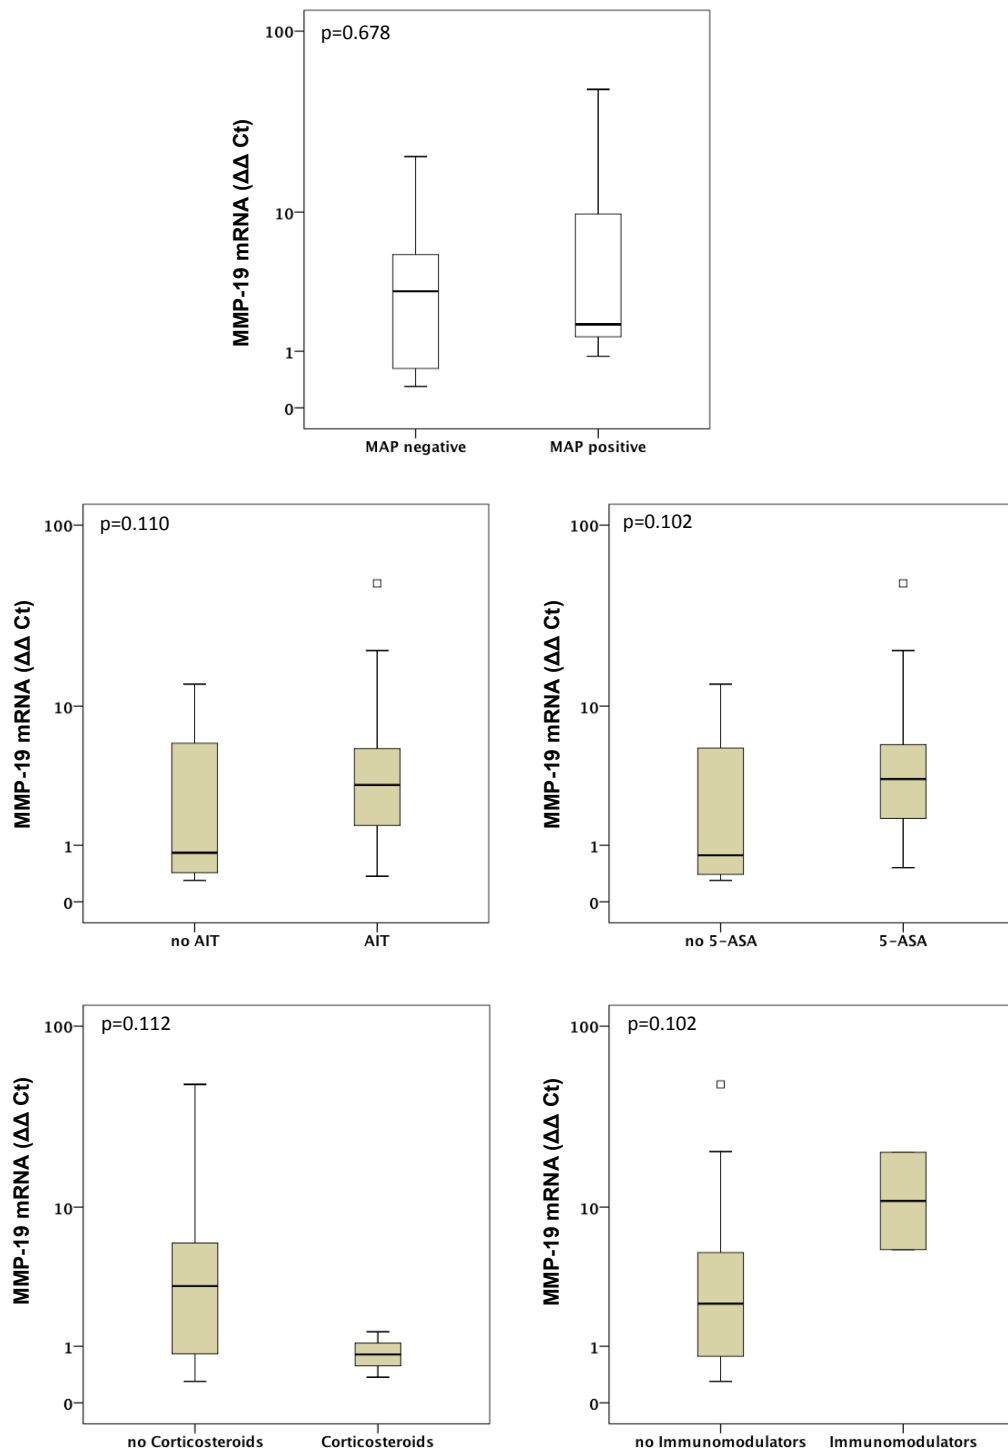 p=0.678
MMP-19 mRNA (ΔΔ Ct)
100
10
1
0
MAP negative MAP positive
p=0.110
MMP-19 mRNA (ΔΔ Ct)
100
10
1
0
no AIT AIT
p=0.102
MMP-19 mRNA (ΔΔ Ct)
100
10
1
0
no 5-ASA 5-ASA
p=0.112
MMP-19 mRNA (ΔΔ Ct)
100
10
1
0
no Corticosteroids Corticosteroids
p=0.102
MMP-19 mRNA (ΔΔ Ct)
100
10
1
0
no Immunomodulators Immunomodulators